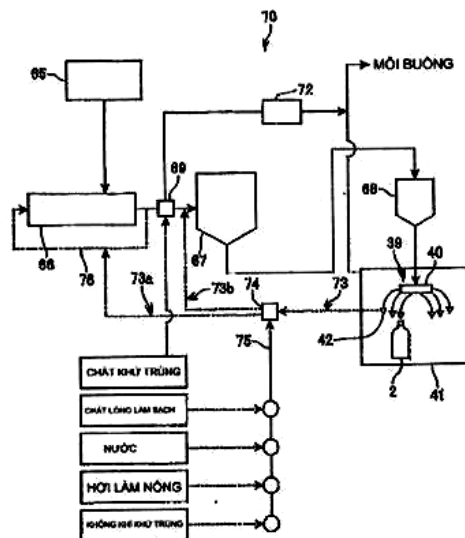 70
65
72
MÔI BUỒNG
69
68
67
66
76
39
40
73a
73b
74
73
42
75
2
41
CHẤT KHỬ TRÙNG
CHẤT LỎNG LÀM SẠCH
NƯỚC
HƠI LÀM NÓNG
KHÔNG KHÍ KHỬ TRÙNG